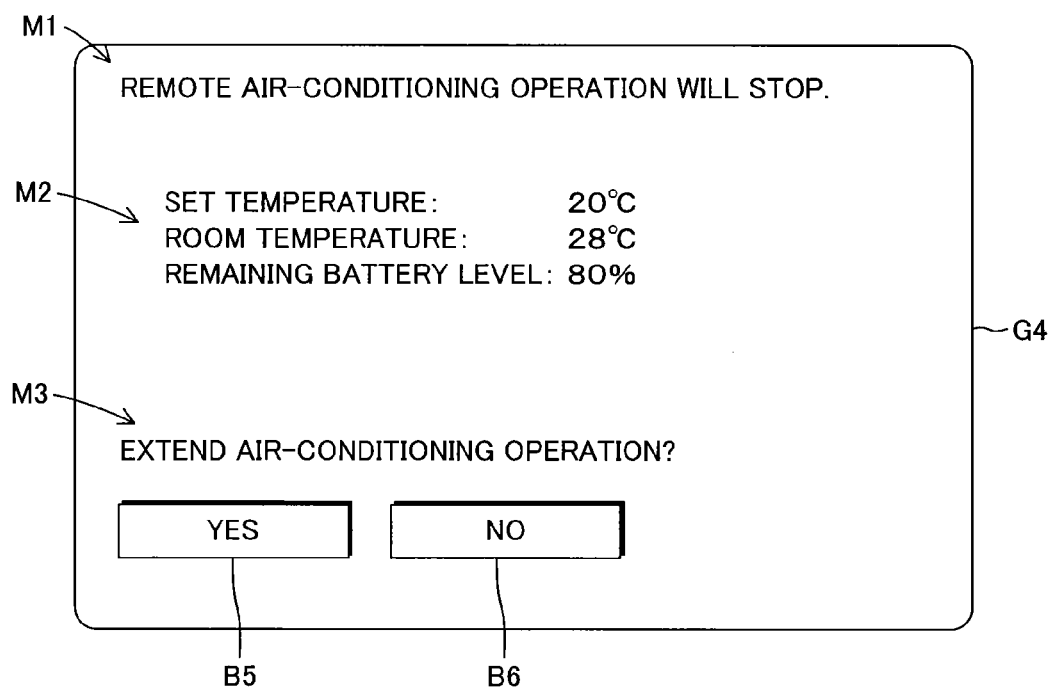 M1
REMOTE AIR-CONDITIONING OPERATION WILL STOP.
M2
SET TEMPERATURE: 20℃
ROOM TEMPERATURE: 28℃
REMAINING BATTERY LEVEL: 80%
G4
M3
EXTEND AIR-CONDITIONING OPERATION?
YES NO
B5 B6